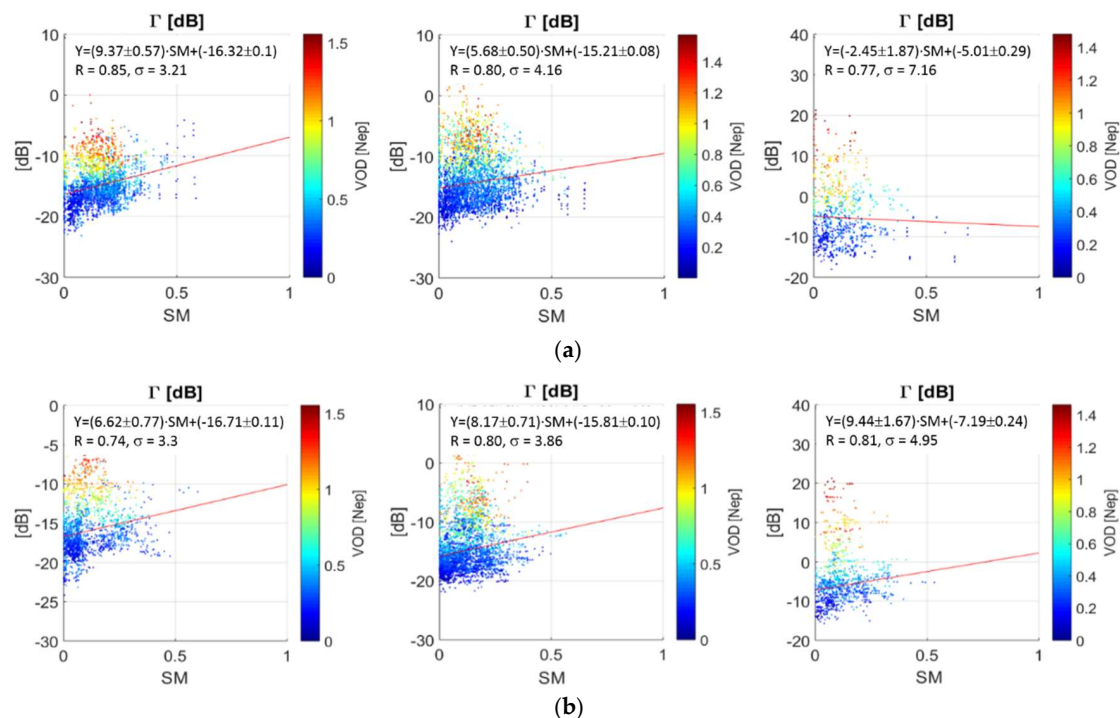 Γ [dB]
Y=(9.37±0.57)·SM+(-16.32±0.1)
R = 0.85, σ = 3.21
10
0
-10
-20
-30
[dB]
0
0.5
1
SM
1.5
1
0.5
0
VOD [Nep]
Γ [dB]
Y=(5.68±0.50)·SM+(-15.21±0.08)
R = 0.80, σ = 4.16
10
0
-10
-20
-30
[dB]
0
0.5
1
SM
1.4
1.2
1
0.8
0.6
0.4
0.2
VOD [Nep]
Γ [dB]
Y=(-2.45±1.87)·SM+(-5.01±0.29)
R = 0.77, σ = 7.16
40
30
20
10
0
-10
-20
[dB]
0
0.5
1
SM
1.4
1.2
1
0.8
0.6
0.4
0.2
0
VOD [Nep]
(a)
Γ [dB]
Y=(6.62±0.77)·SM+(-16.71±0.11)
R = 0.74, σ = 3.3
0
-5
-10
-15
-20
-25
-30
[dB]
0
0.5
1
SM
1.5
1
0.5
0
VOD [Nep]
Γ [dB]
Y=(8.17±0.71)·SM+(-15.81±0.10)
R = 0.80, σ = 3.86
10
0
-10
-20
-30
[dB]
0
0.5
1
SM
1.5
1
0.5
0
VOD [Nep]
Γ [dB]
Y=(9.44±1.67)·SM+(-7.19±0.24)
R = 0.81, σ = 4.95
40
20
0
-20
[dB]
0
0.5
1
SM
1.4
1.2
1
0.8
0.6
0.4
0.2
0
VOD [Nep]
(b)